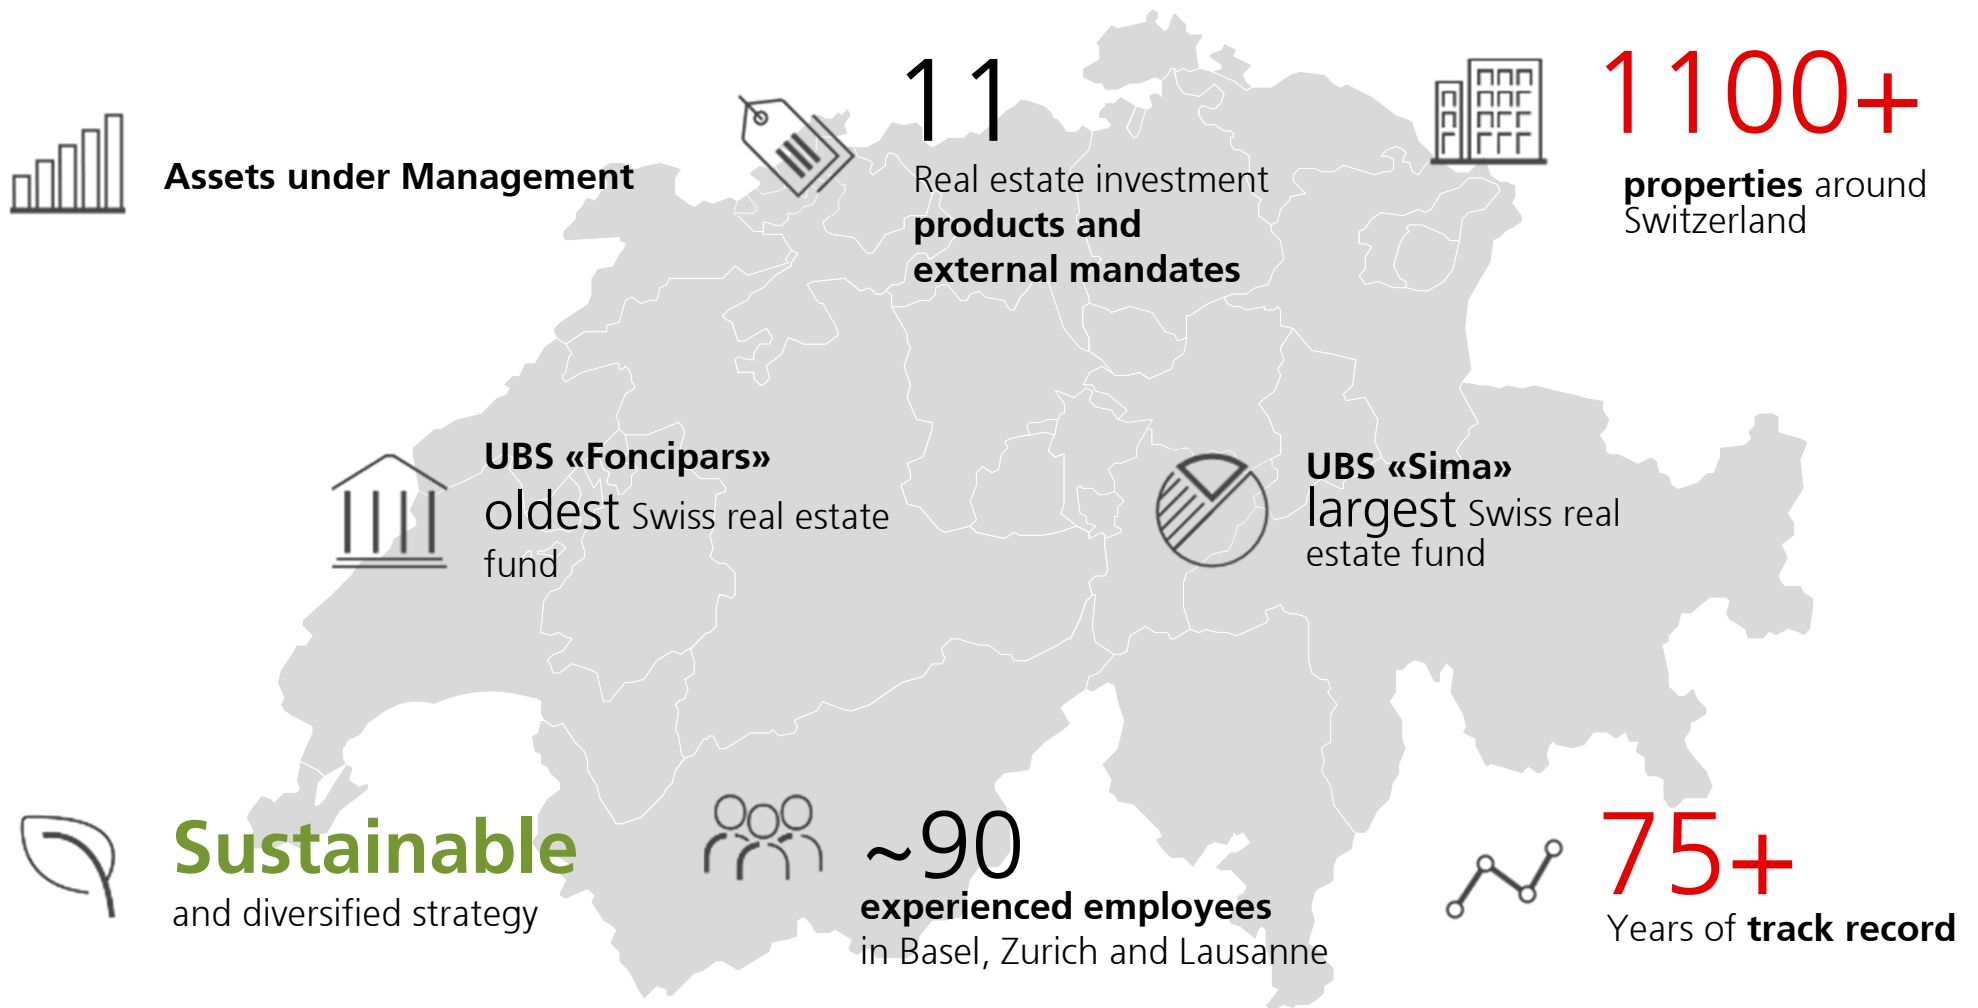 Assets under Management
11
Real estate investment
products and
external mandates
1100+
properties around
Switzerland
UBS «Foncipars»
oldest Swiss real estate
fund
UBS «Sima»
largest Swiss real
estate fund
Sustainable
and diversified strategy
~90
experienced employees
in Basel, Zurich and Lausanne
75+
Years of track record